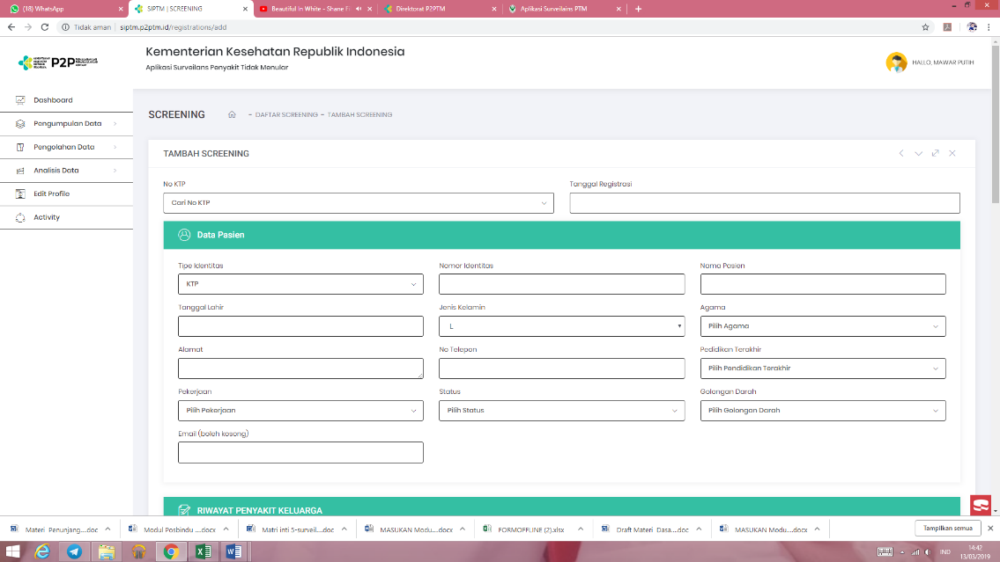 (18) WhatsApp
SIPTM | SCREENING
Beautiful In White - Shane Fi
Direktorat P2PTM
Aplikasi Surveilains PTM
Tidak aman
siptm.p2ptm.id/registrations/add
P2P
Kementerian Kesehatan Republik Indonesia
Aplikasi Surveilans Penyakit Tidak Menular
HALLO, MAWAR PUTIH
Dashboard
Pengumpulan Data
Pengolahan Data
Analisis Data
Edit Profile
Activity
SCREENING
- DAFTAR SCREENING - TAMBAH SCREENING
TAMBAH SCREENING
No KTP
Tanggal Registrasi
Cari No KTP
Data Pasien
Tipe Identitas
Nomor Identitas
Nama Pasien
KTP
Tanggal Lahir
Jenis Kelamin
Agama
L
Pilih Agama
Alamat
No Telepon
Pedidikan Terakhir
Pilih Pendidikan Terakhir
Pekerjaan
Status
Golongan Darah
Pilih Pekerjaan
Pilih Status
Pilih Golongan Darah
Email (boleh kosong)
RIWAYAT PENYAKIT KELUARGA
Materi Penunjang....doc
Modul Posbindu ....docx
Matri inti 5-surveil....doc
MASUKAN Modu....docx
FORMOFFLINE (2).xlsx
Draft Materi Dasa....doc
MASUKAN Modu....docx
Tampilkan semua
IND
14:42
13/03/2019